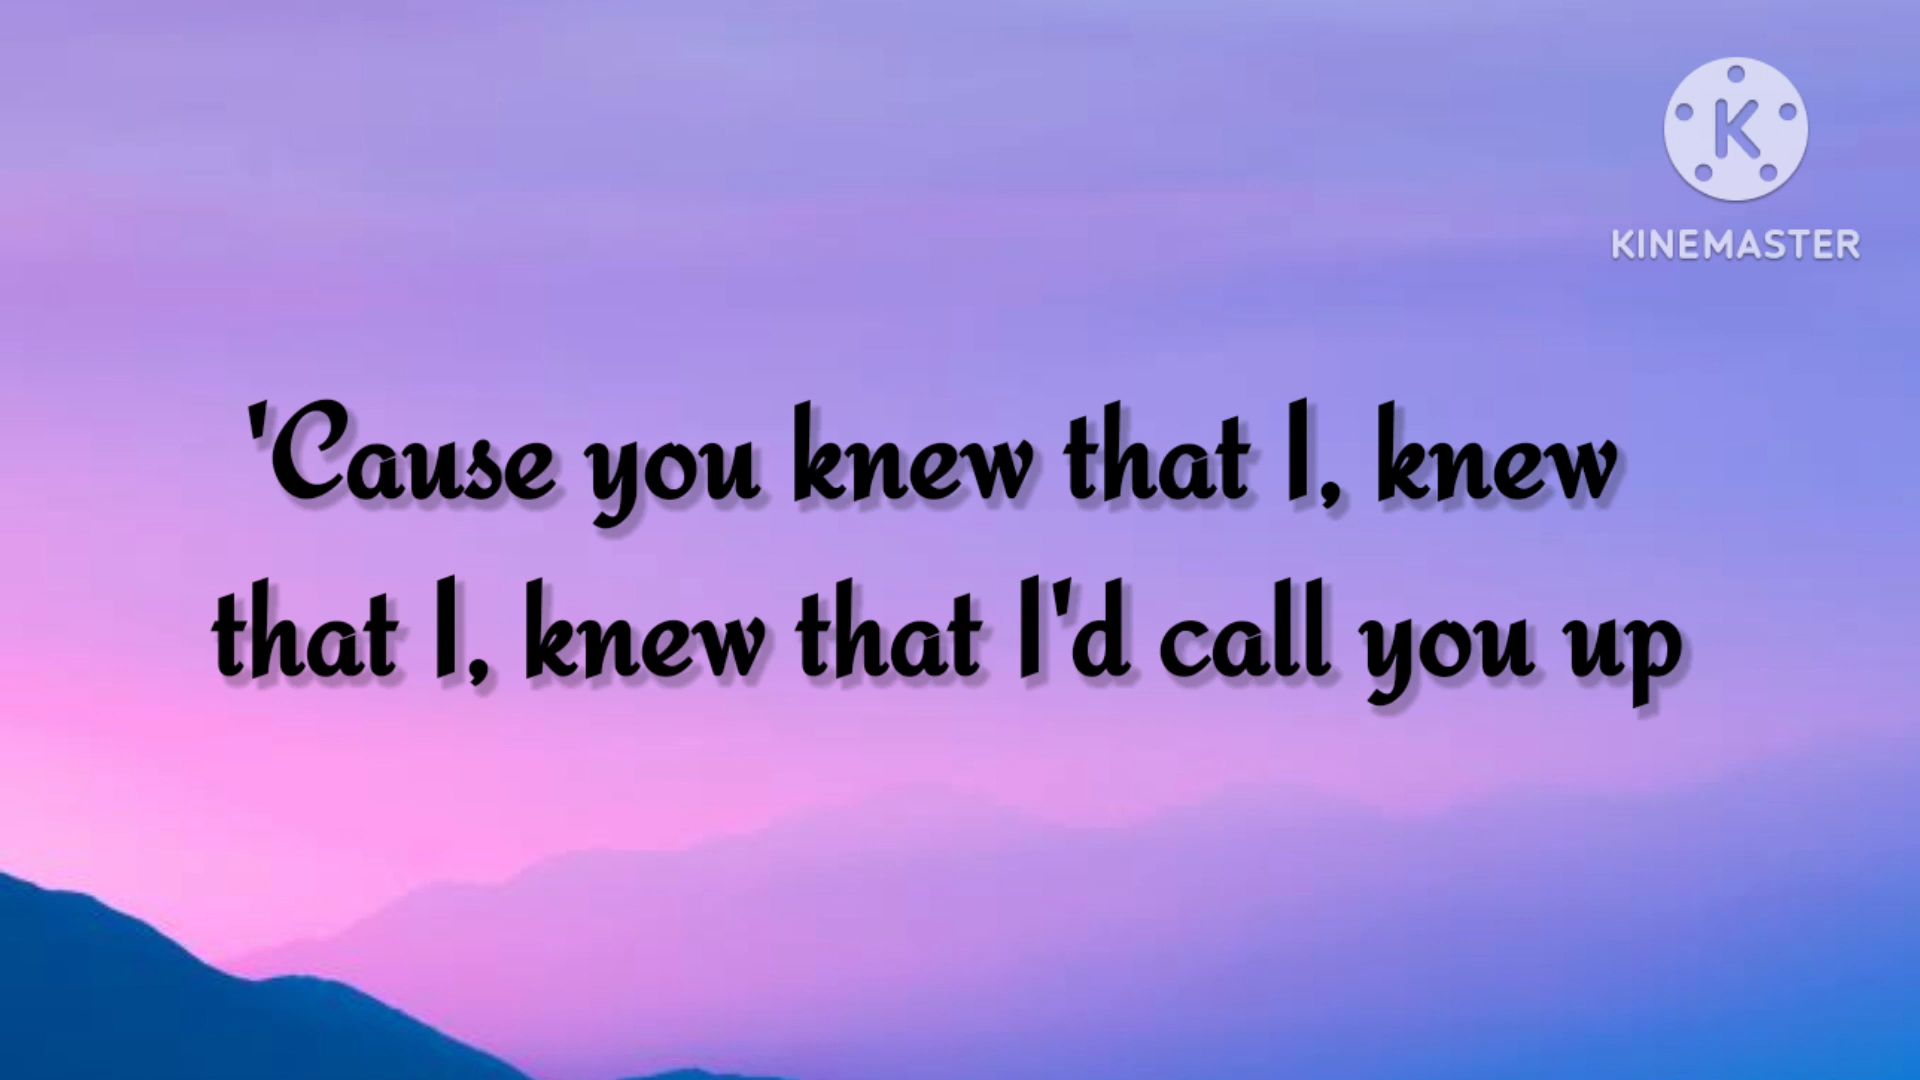 K
KINEMASTER
'Cause you knew that I, knew
that I, knew that I'd call you up